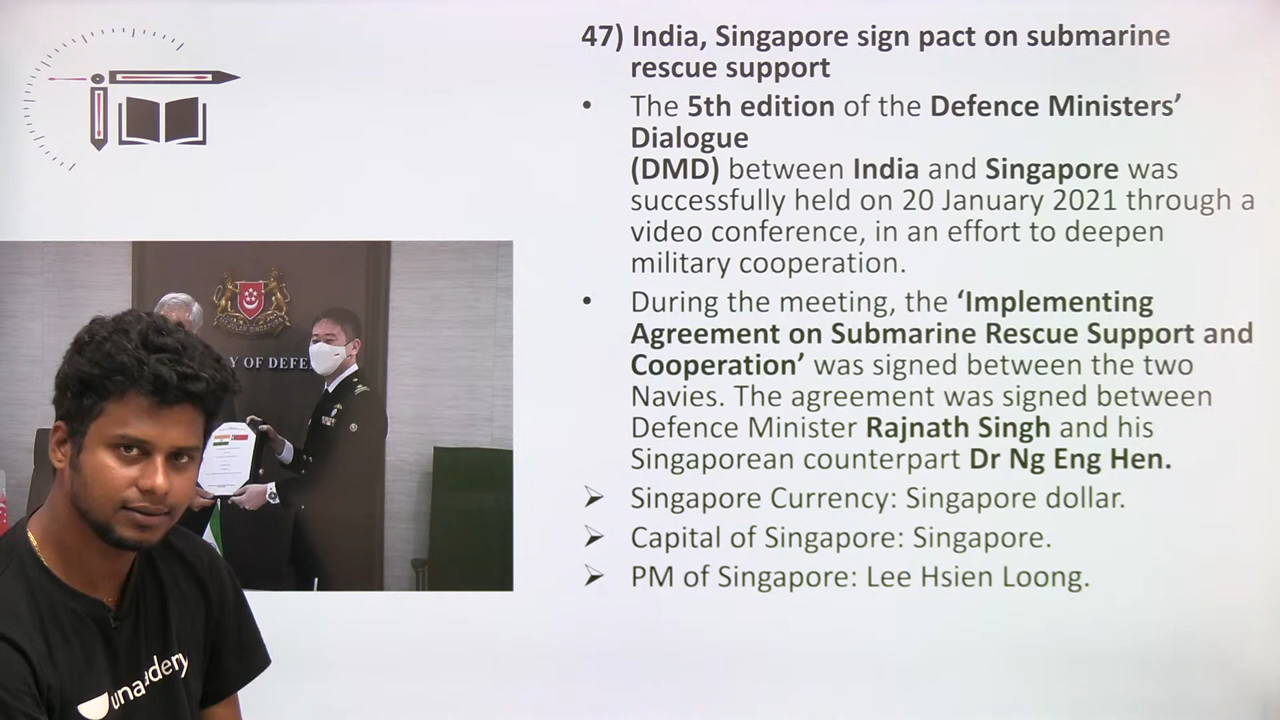 47) India, Singapore sign pact on submarine
rescue support
• The 5th edition of the Defence Ministers’
Dialogue
(DMD) between India and Singapore was
successfully held on 20 January 2021 through a
video conference, in an effort to deepen
military cooperation.
• During the meeting, the ‘Implementing
Agreement on Submarine Rescue Support and
Cooperation’ was signed between the two
Navies. The agreement was signed between
Defence Minister Rajnath Singh and his
Singaporean counterpart Dr Ng Eng Hen.
➢ Singapore Currency: Singapore dollar.
➢ Capital of Singapore: Singapore.
➢ PM of Singapore: Lee Hsien Loong.
Y OF DEFE
unacademy